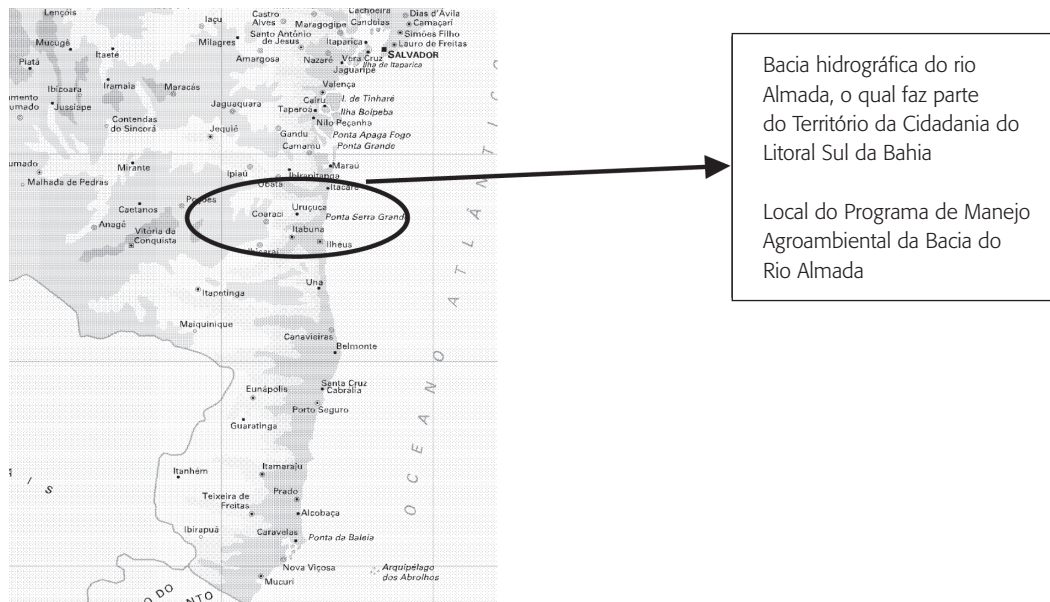 Lençóis
Iaçu
Castro
Alves
Maragogipe
Cachoeira
Candeias
Dias d'Ávila
Camaçari
Simões Filho
Lauro de Freitas
Mucugê
Itaetê
Milagres
Santo Antônio
de Jesus
Itaparica
SALVADOR
Piatã
Amargosa
Nazaré
Vera Cruz
Ilha de Itaparica
Jaguaripe
Ibicoara
Iramaia
Maracás
Valença
Jussiape
Jaguaquara
Cairu
I. de Tinharé
Taperoá
Ilha Boipeba
Contendas
do Sincorá
Jequié
Nilo Peçanha
Gandu
Ponta Apaga Fogo
Camamu
Ponta Grande
Mirante
Ipiaú
Maraú
Ibirapitanga
Malhada de Pedras
Ubatã
Itacaré
Poções
Caetanos
Coaraci
Uruçuca
Ponta Serra Grande
Anagé
Vitória da
Conquista
Itabuna
Ilhéus
Ibicaraí
Una
Itapetinga
Maiquinique
Canavieiras
Belmonte
Eunápolis
Santa Cruz
Cabrália
Porto Seguro
Guaratinga
Itanhém
Itamaraju
Teixeira de
Freitas
Prado
Alcobaça
Ibirapuã
Caravelas
Ponta da Baleia
Nova Viçosa
Mucuri
Arquipélago
dos Abrolhos
OCEANO ATLÂNTICO
Bacia hidrográfica do rio
Almada, o qual faz parte
do Território da Cidadania do
Litoral Sul da Bahia
Local do Programa de Manejo
Agroambiental da Bacia do
Rio Almada